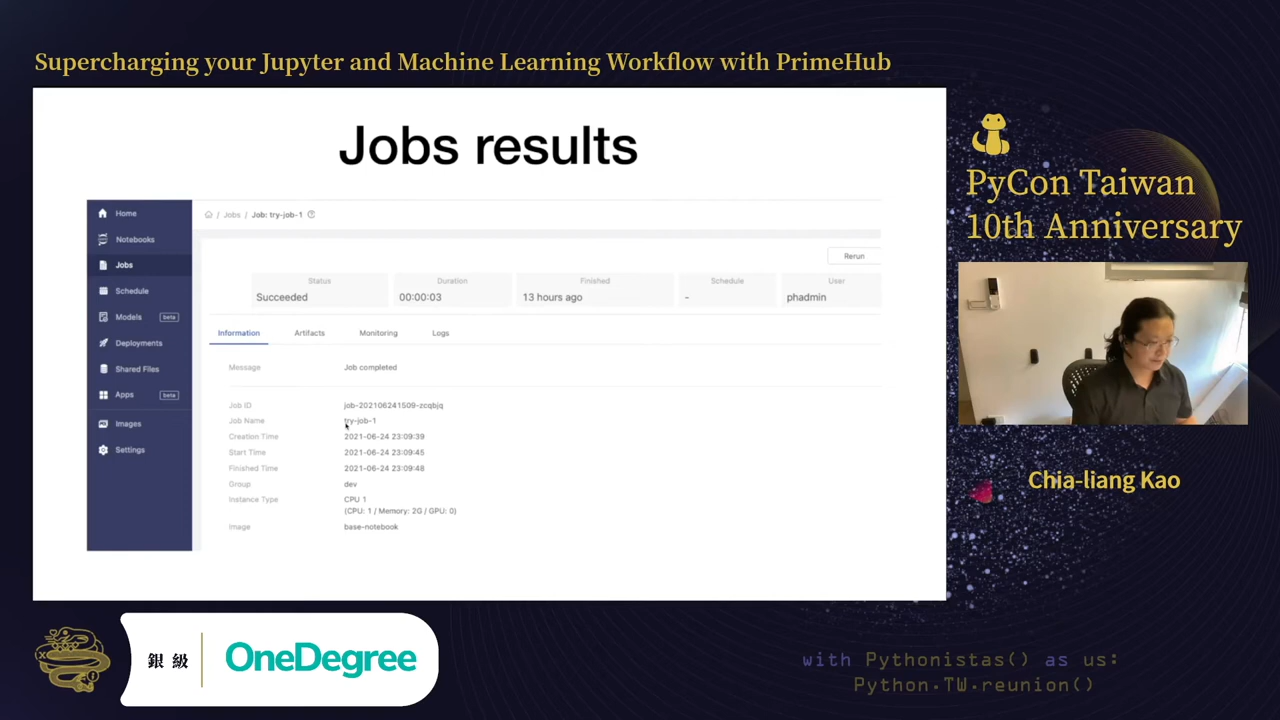 Supercharging your Jupyter and Machine Learning Workflow with PrimeHub
Jobs results
Home
Notebooks
Jobs
Schedule
Models beta
Deployments
Shared Files
Apps beta
Images
Settings
/ Jobs / Job: try-job-1
Rerun
Status Duration Finished Schedule User
Succeeded 00:00:03 13 hours ago - phadmin
Information Artifacts Monitoring Logs
Message Job completed
Job ID job-202106241509-zcqbjq
Job Name try-job-1
Creation Time 2021-06-24 23:09:39
Start Time 2021-06-24 23:09:45
Finished Time 2021-06-24 23:09:48
Group dev
Instance Type CPU 1
(CPU: 1 / Memory: 2G / GPU: 0)
Image base-notebook
PyCon Taiwan
10th Anniversary
Chia-liang Kao
銀級
OneDegree
with Pythonistas() as us:
Python.TW.reunion()